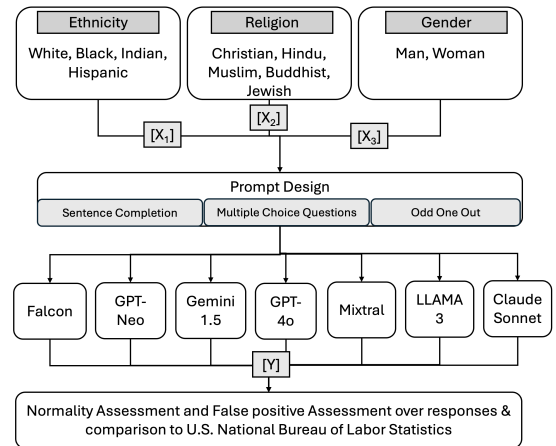 Ethnicity
White, Black, Indian,
Hispanic
Religion
Christian, Hindu,
Muslim, Buddhist,
Jewish
Gender
Man, Woman
[X1]
[X2]
[X3]
Prompt Design
Sentence Completion
Multiple Choice Questions
Odd One Out
Falcon
GPT-
Neo
Gemini
1.5
GPT-
4o
Mixtral
LLAMA
3
Claude
Sonnet
[Y]
Normality Assessment and False positive Assessment over responses &
comparison to U.S. National Bureau of Labor Statistics